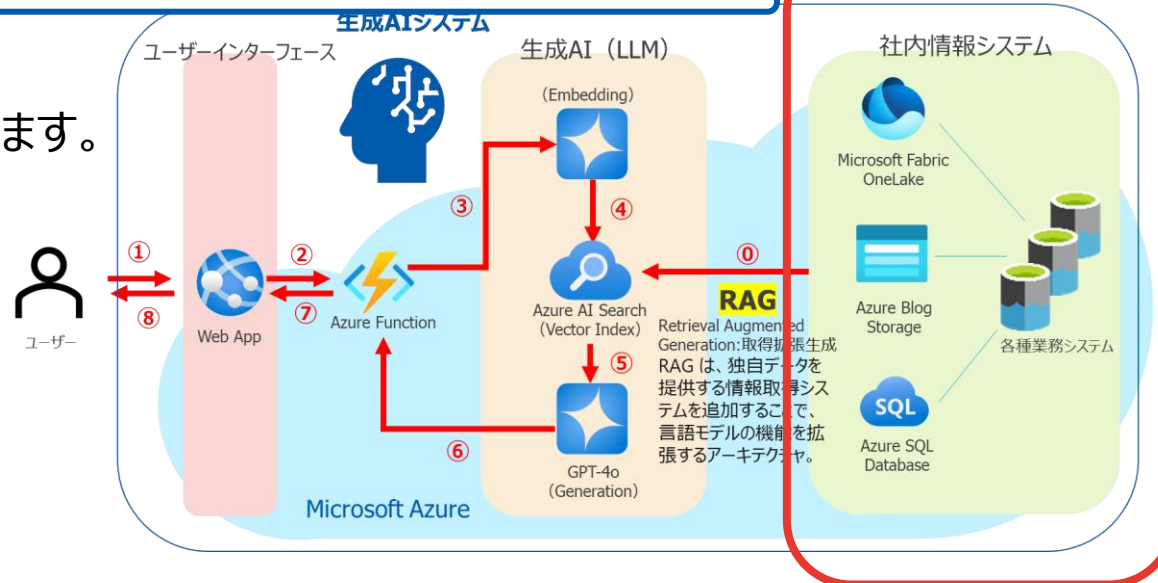 生成AIシステム
ユーザーインターフェース
生成AI（LLM）
社内情報システム
ます。
(Embedding)
Microsoft Fabric
OneLake
③
④
①
②
⓪
⑧
⑦
Web App
Azure Function
Azure AI Search
(Vector Index)
RAG
Retrieval Augmented
Generation:取得拡張生成
RAG は、独自データを
提供する情報取得シス
テムを追加することで、
言語モデルの機能を拡
張するアーキテクチャ。
Azure Blog
Storage
各種業務システム
ユーザー
⑤
⑥
GPT-4o
(Generation)
SQL
Azure SQL
Database
Microsoft Azure